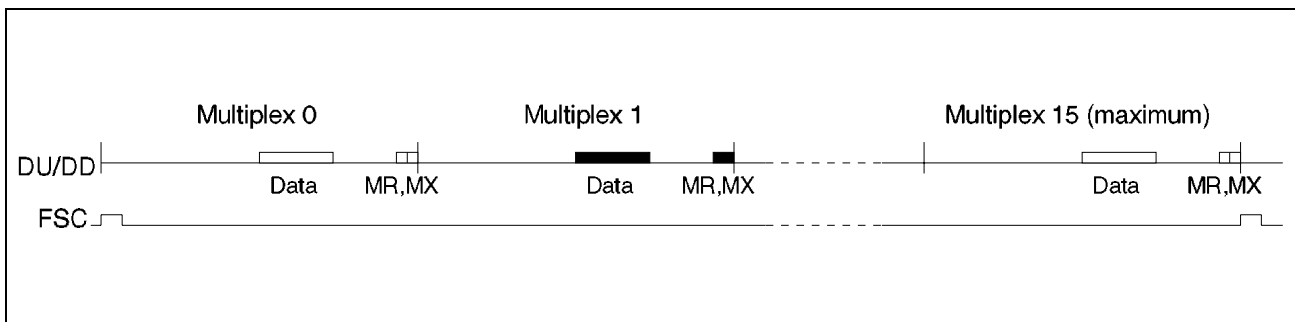 Multiplex 0 Multiplex 1 Multiplex 15 (maximum)
DU/DD
Data MR,MX Data MR,MX Data MR,MX
FSC